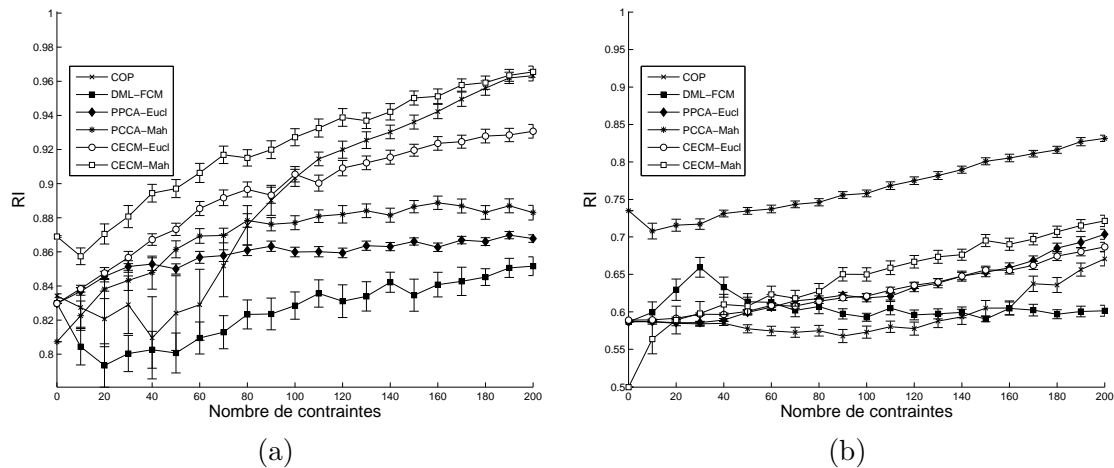 1
0.98
0.96
0.94
0.92
0.9
0.88
0.86
0.84
0.82
0.8
RI
COP
DML−FCM
PPCA−Eucl
PCCA−Mah
CECM−Eucl
CECM−Mah
0 20 40 60 80 100 120 140 160 180 200
Nombre de contraintes
(a)
1
0.95
0.9
0.85
0.8
0.75
0.7
0.65
0.6
0.55
0.5
RI
COP
DML−FCM
PPCA−Eucl
PCCA−Mah
CECM−Eucl
CECM−Mah
0 20 40 60 80 100 120 140 160 180 200
Nombre de contraintes
(b)